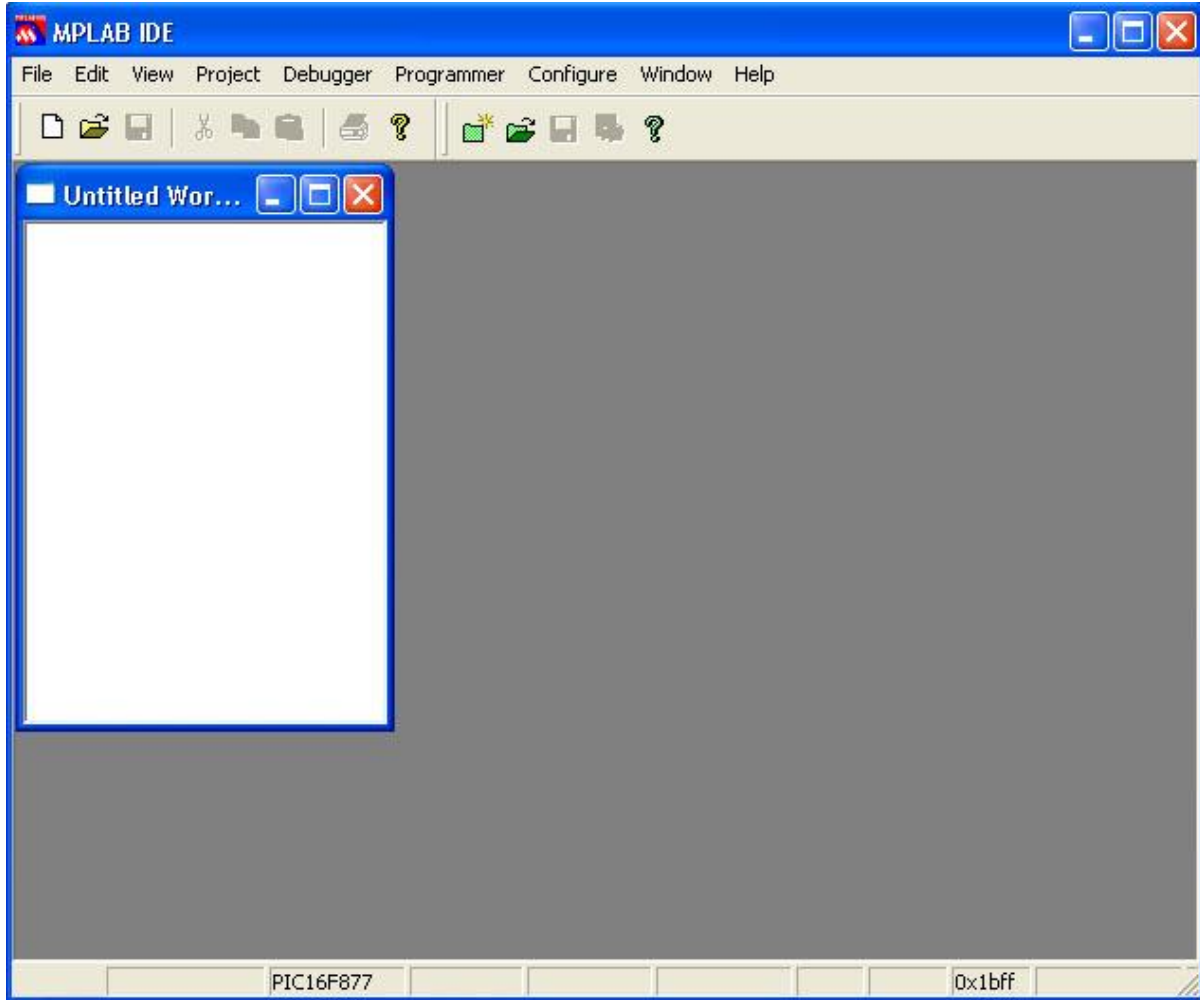 MPLAB IDE
File Edit View Project Debugger Programmer Configure Window Help
Untitled Wor...
PIC16F877 0x1bff